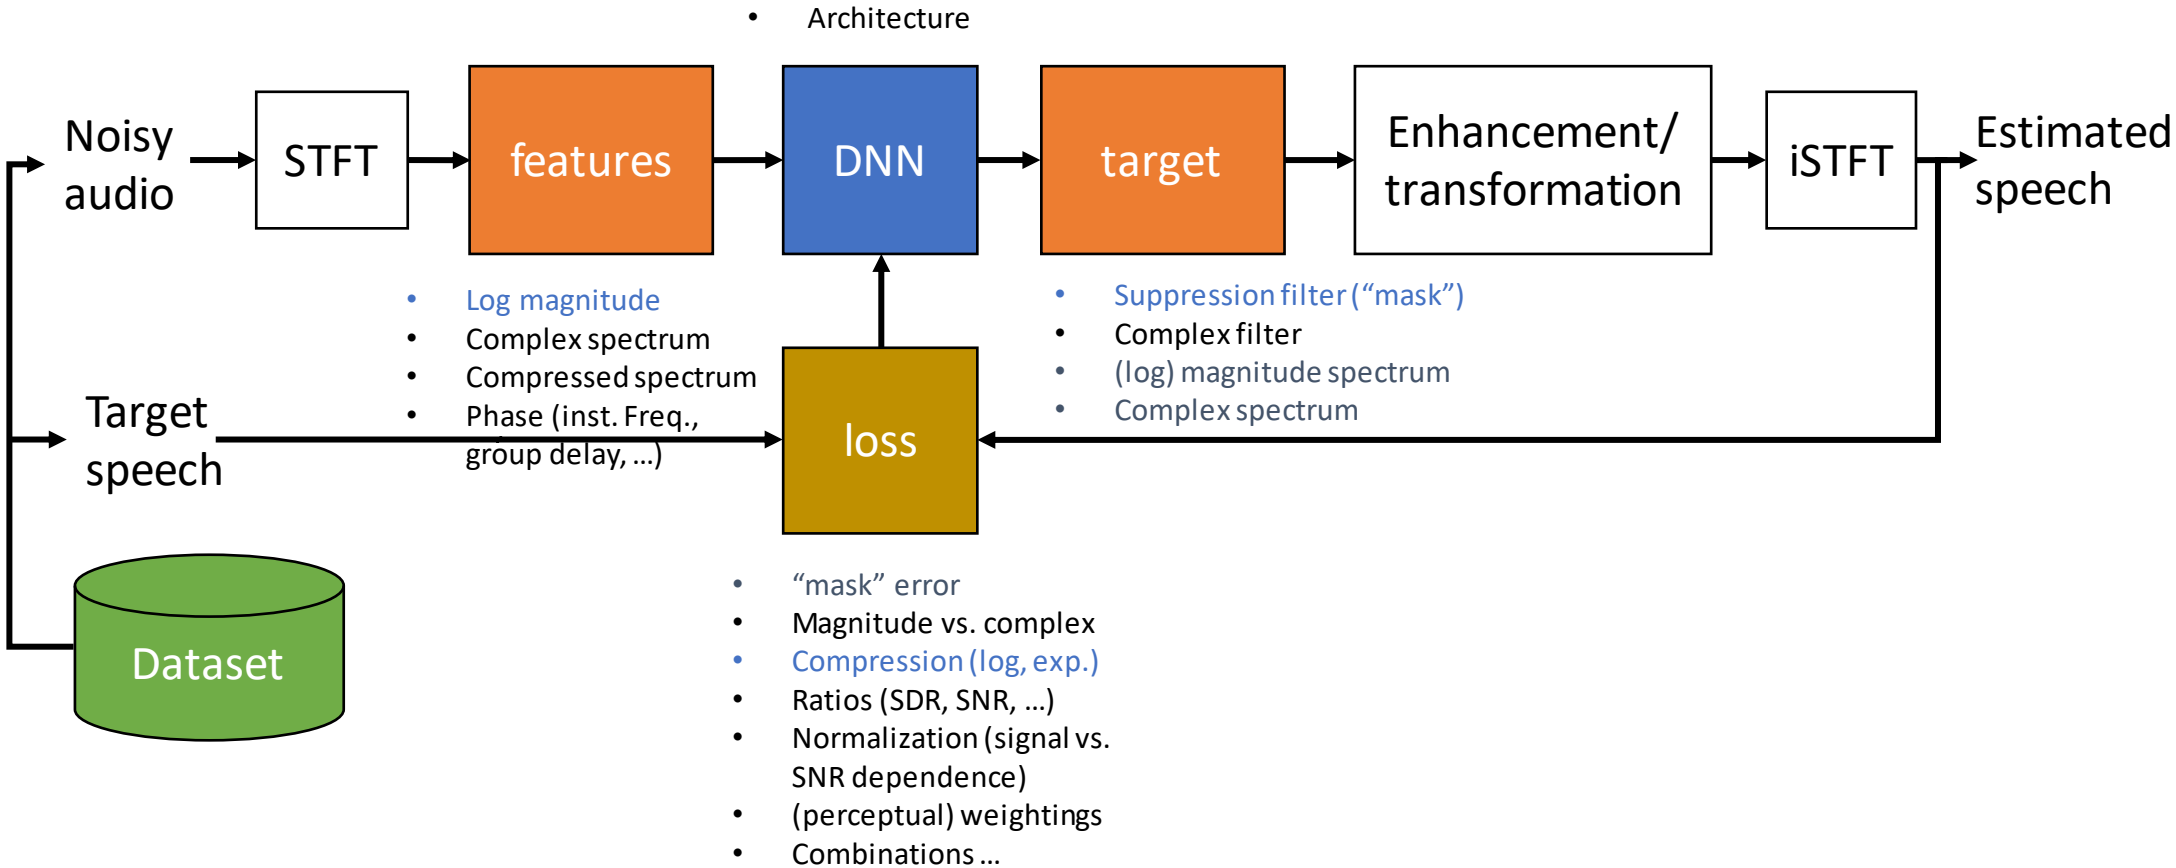 • Architecture
Noisy
audio
STFT
features
DNN
target
Enhancement/
transformation
iSTFT
Estimated
speech
• Log magnitude
• Complex spectrum
• Compressed spectrum
• Phase (inst. Freq.,
group delay, ...)
• Suppression filter (“mask”)
• Complex filter
• (log) magnitude spectrum
• Complex spectrum
Target
speech
loss
Dataset
• “mask” error
• Magnitude vs. complex
• Compression (log, exp.)
• Ratios (SDR, SNR, ...)
• Normalization (signal vs.
SNR dependence)
• (perceptual) weightings
• Combinations ...